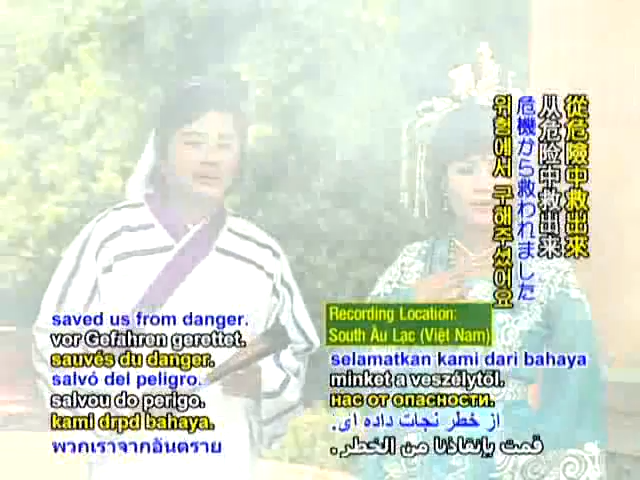 從危險中救出來
从危险中救出来
危機から救われました
위험에서 구해주셨어요
saved us from danger.
vor Gefahren gerettet.
sauvés du danger.
salvó del peligro.
salvou do perigo.
kami drpd bahaya.
พวกเราจากอันตราย
Recording Location:
South Âu Lạc (Việt Nam)
selamatkan kami dari bahaya
minket a veszélytől.
нас от опасности.
از خطر نجات داده ای.
قمت بإنقاذنا من الخطر.